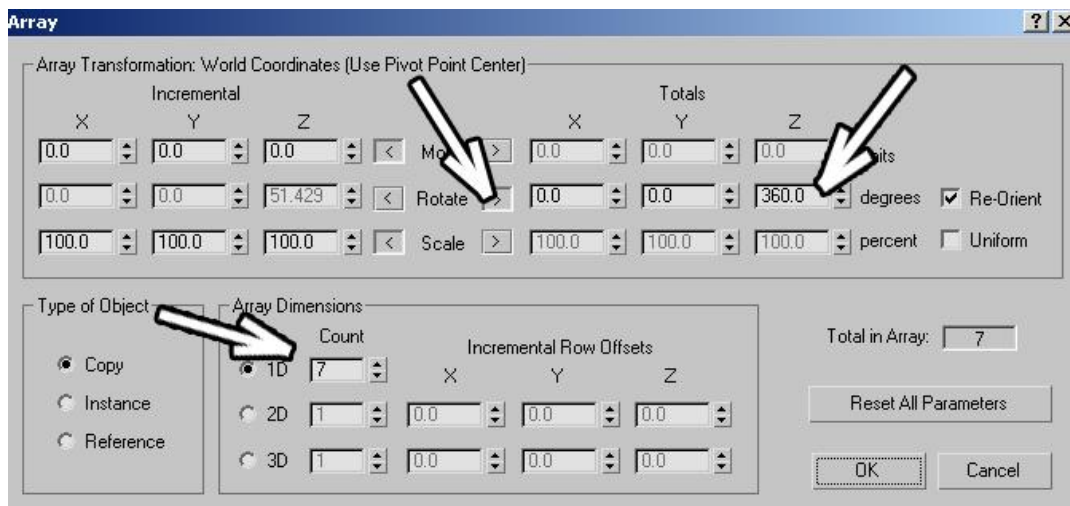 Array
Array Transformation: World Coordinates (Use Pivot Point Center)
Incremental Totals
X Y Z X Y Z
0.0 0.0 0.0 < > 0.0 0.0 0.0
0.0 0.0 51.429 < Rotate > 0.0 0.0 360.0 degrees Re-Orient
100.0 100.0 100.0 < Scale > 100.0 100.0 100.0 percent Uniform
Type of Object Array Dimensions
Count Incremental Row Offsets Total in Array: 7
Copy 1D 7 X Y Z
Instance 2D 1 0.0 0.0 0.0 Reset All Parameters
Reference 3D 1 0.0 0.0 0.0
OK Cancel